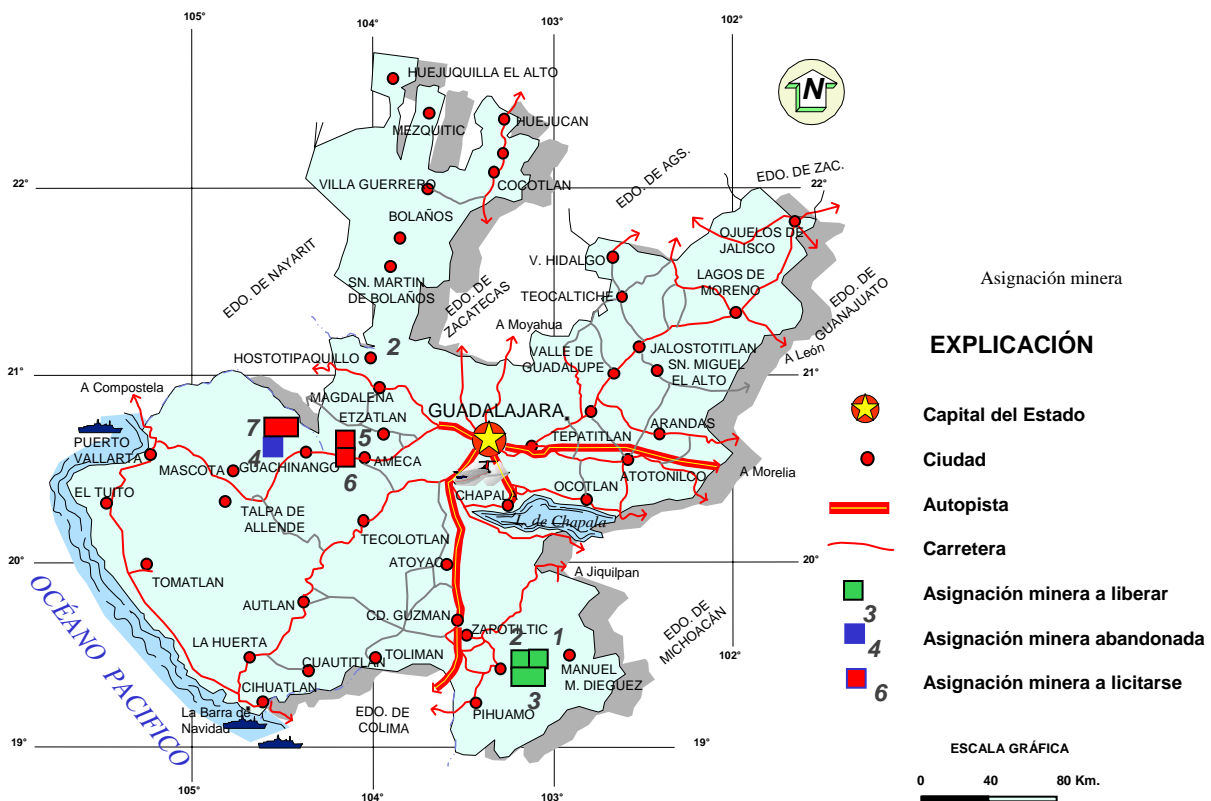 105°
104°
103°
102°
HUEJUQUILLA EL ALTO
MEZQUITIC
HUEJUCAN
N
22°
VILLA GUERRERO
COCOTLAN
EDO. DE AGS.
EDO. DE ZAC.
22°
BOLAÑOS
OJUELOS DE
JALISCO
EDO. DE NAYARIT
SN. MARTIN
DE BOLAÑOS
EDO. DE
ZACATECAS
V. HIDALGO
TEOCALTICHE
LAGOS DE
MORENO
EDO. DE
GUANAJUATO
Asignación minera
A Moyahua
HOSTOTIPAQUILLO
2
VALLE DE
GUADALUPE
JALOSTOTITLAN
SN. MIGUEL
EL ALTO
A León
EXPLICACIÓN
21°
21°
A Compostela
MAGDALENA
ETZATLAN
GUADALAJARA.
Capital del Estado
7
5
4
PUERTO
VALLARTA
MASCOTA
GUACHINANGO
AMECA
6
TEPATITLAN
ARANDAS
ATOTONILCO
A Morelia
Ciudad
EL TUITO
TALPA DE
ALLENDE
CHAPALA
OCOTLAN
L. de Chapala
Autopista
TECOLOTLAN
Carretera
20°
20°
TOMATLAN
ATOYAC
A Jiquilpan
Asignación minera a liberar
3
OCÉANO PACIFICO
AUTLAN
CD. GUZMAN
ZAPOTILTIC
EDO. DE
MICHOACÁN
Asignación minera abandonada
4
LA HUERTA
CUAUTITLAN
TOLIMAN
2
1
102°
MANUEL
M. DIEGUEZ
3
Asignación minera a licitarse
6
CIHUATLAN
La Barra de
Navidad
EDO. DE
COLIMA
PIHUAMO
19°
19°
ESCALA GRÁFICA
0
40
80 Km.
105°
104°
103°